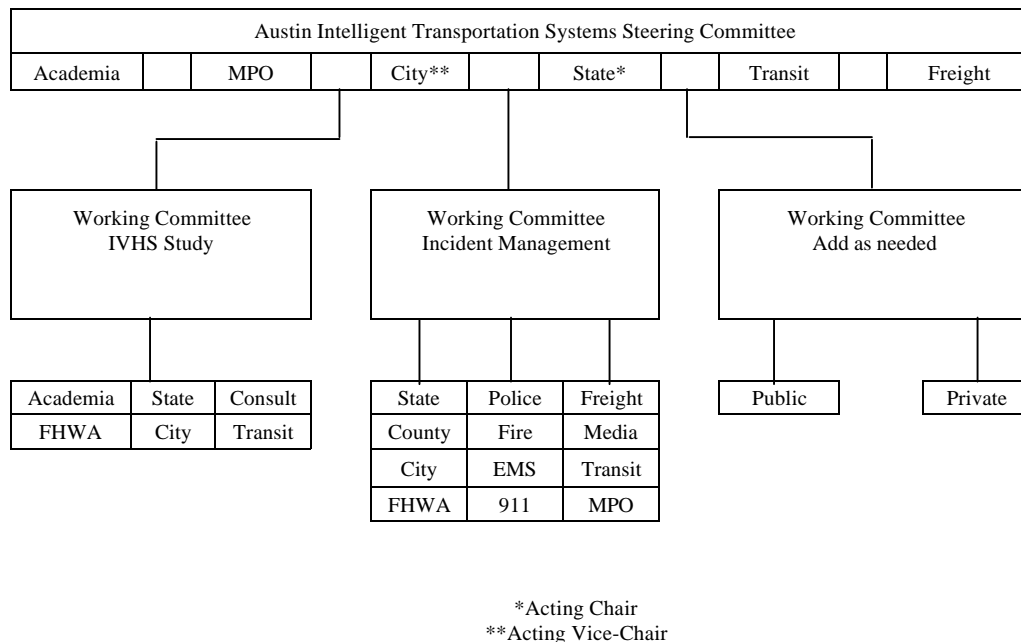 Austin Intelligent Transportation Systems Steering Committee
Academia MPO City** State* Transit Freight
Working Committee
IVHS Study
Working Committee
Incident Management
Working Committee
Add as needed
Academia State Consult
FHWA City Transit
State Police Freight
County Fire Media
City EMS Transit
FHWA 911 MPO
Public Private
*Acting Chair
**Acting Vice-Chair